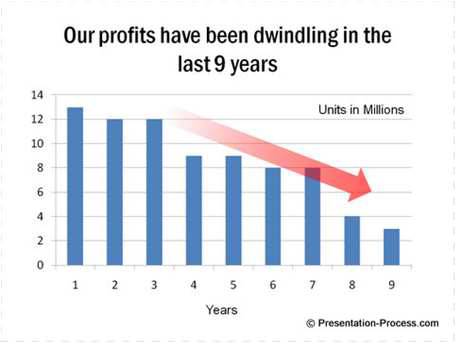 Our profits have been dwindling in the
last 9 years
14
Units in Millions
12
10
8
6
4
2
0
1 2 3 4 5 6 7 8 9
Years
© Presentation-Process.com